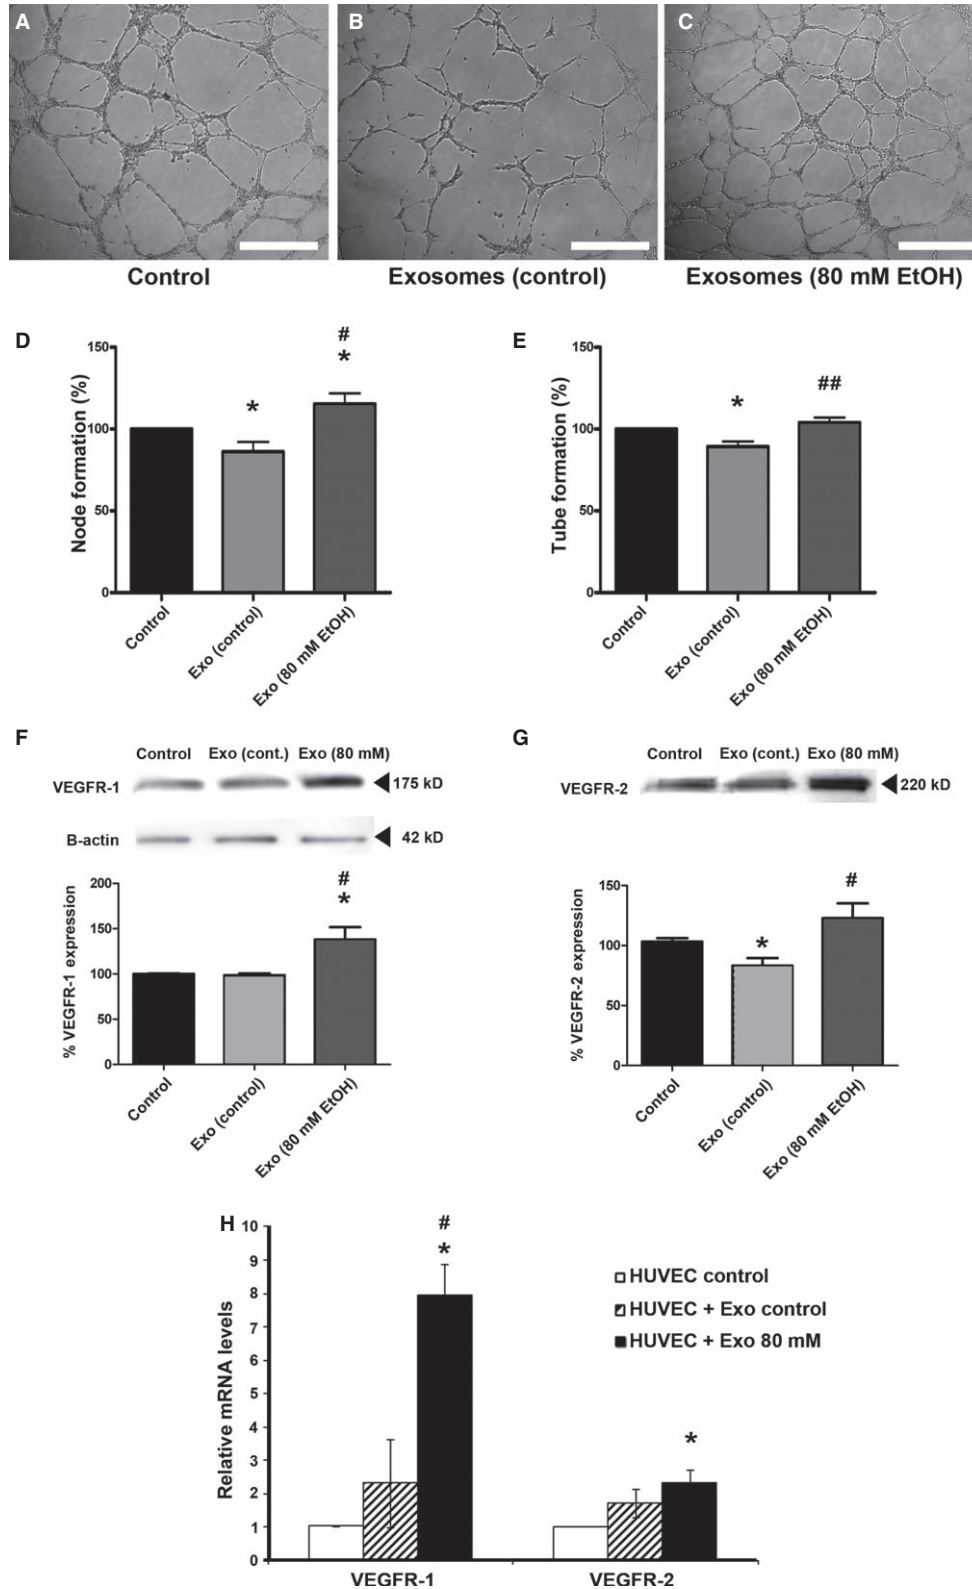 A
B
C
Control
Exosomes (control)
Exosomes (80 mM EtOH)
D
150
100
50
0
Node formation (%)
*
#
*
Control
Exo (control)
Exo (80 mM EtOH)
E
150
100
50
0
Tube formation (%)
*
##
Control
Exo (control)
Exo (80 mM EtOH)
F
Control Exo (cont.) Exo (80 mM)
VEGFR-1 175 kD
B-actin 42 kD
200
150
100
50
0
% VEGFR-1 expression
#
*
Control
Exo (control)
Exo (80 mM EtOH)
G
Control Exo (cont.) Exo (80 mM)
VEGFR-2 220 kD
150
100
50
0
% VEGFR-2 expression
*
#
Control
Exo (control)
Exo (80 mM EtOH)
H
10
9
8
7
6
5
4
3
2
1
0
Relative mRNA levels
#
*
*
HUVEC control
HUVEC + Exo control
HUVEC + Exo 80 mM
VEGFR-1
VEGFR-2